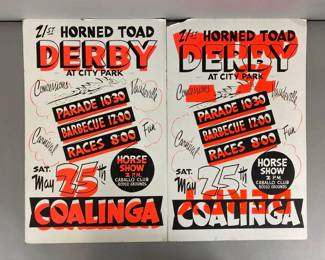 21st HORNED TOAD
DERBY
AT CITY PARK
Concessions
Vaudeville
PARADE 10:30
BARBECUE 12:00
RACES 8:00
Carnival
Fun
SAT. May 25th
HORSE SHOW
2 P.M.
CABALLO CLUB
RODEO GROUNDS
COALINGA
21st HORNED TOAD
DERBY
AT CITY PARK
Concessions
Vaudeville
PARADE 10:30
BARBECUE 12:00
RACES 8:00
Carnival
Fun
SAT. May 25th
HORSE SHOW
2 P.M.
CABALLO CLUB
RODEO GROUNDS
DERBY
COALINGA